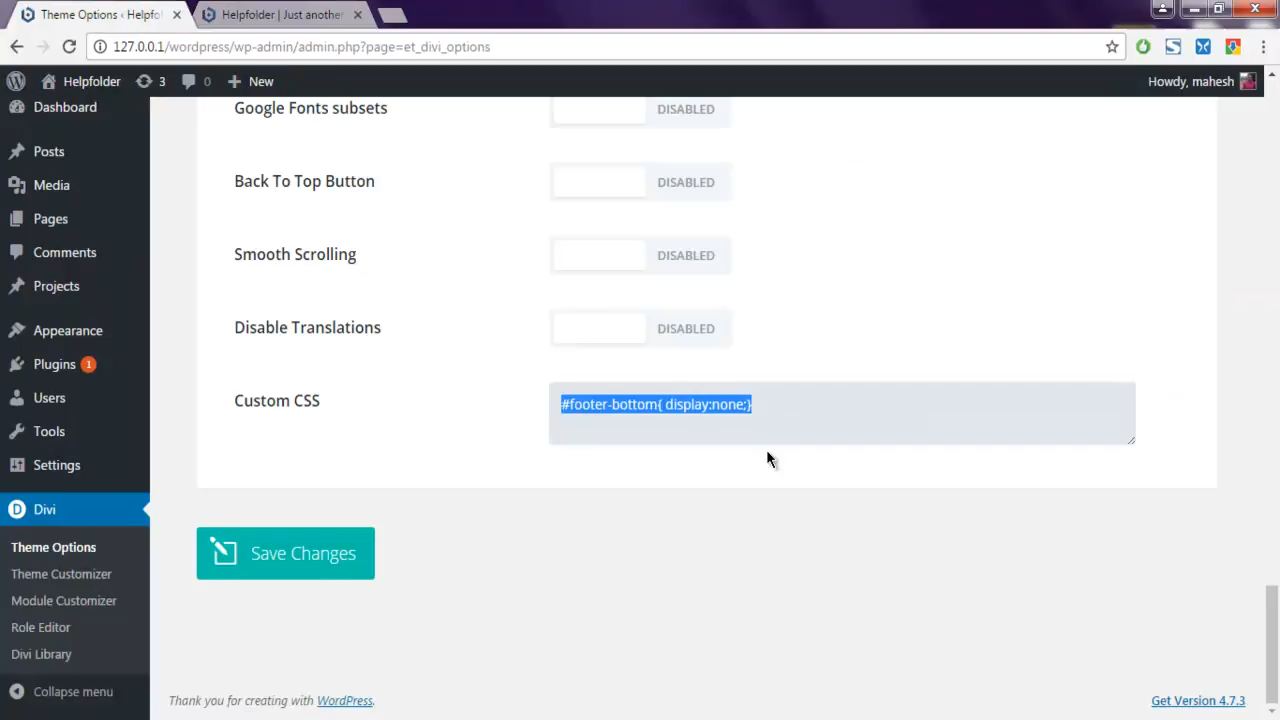 Theme Options ‹ Helpfol
Helpfolder | Just another
127.0.0.1/wordpress/wp-admin/admin.php?page=et_divi_options
Helpfolder 3 0 New Howdy, mahesh
Dashboard
Posts
Media
Pages
Comments
Projects
Appearance
Plugins 1
Users
Tools
Settings
Divi
Theme Options
Theme Customizer
Module Customizer
Role Editor
Divi Library
Collapse menu
Google Fonts subsets DISABLED
Back To Top Button DISABLED
Smooth Scrolling DISABLED
Disable Translations DISABLED
Custom CSS #footer-bottom{ display:none;}
Save Changes
Thank you for creating with WordPress. Get Version 4.7.3